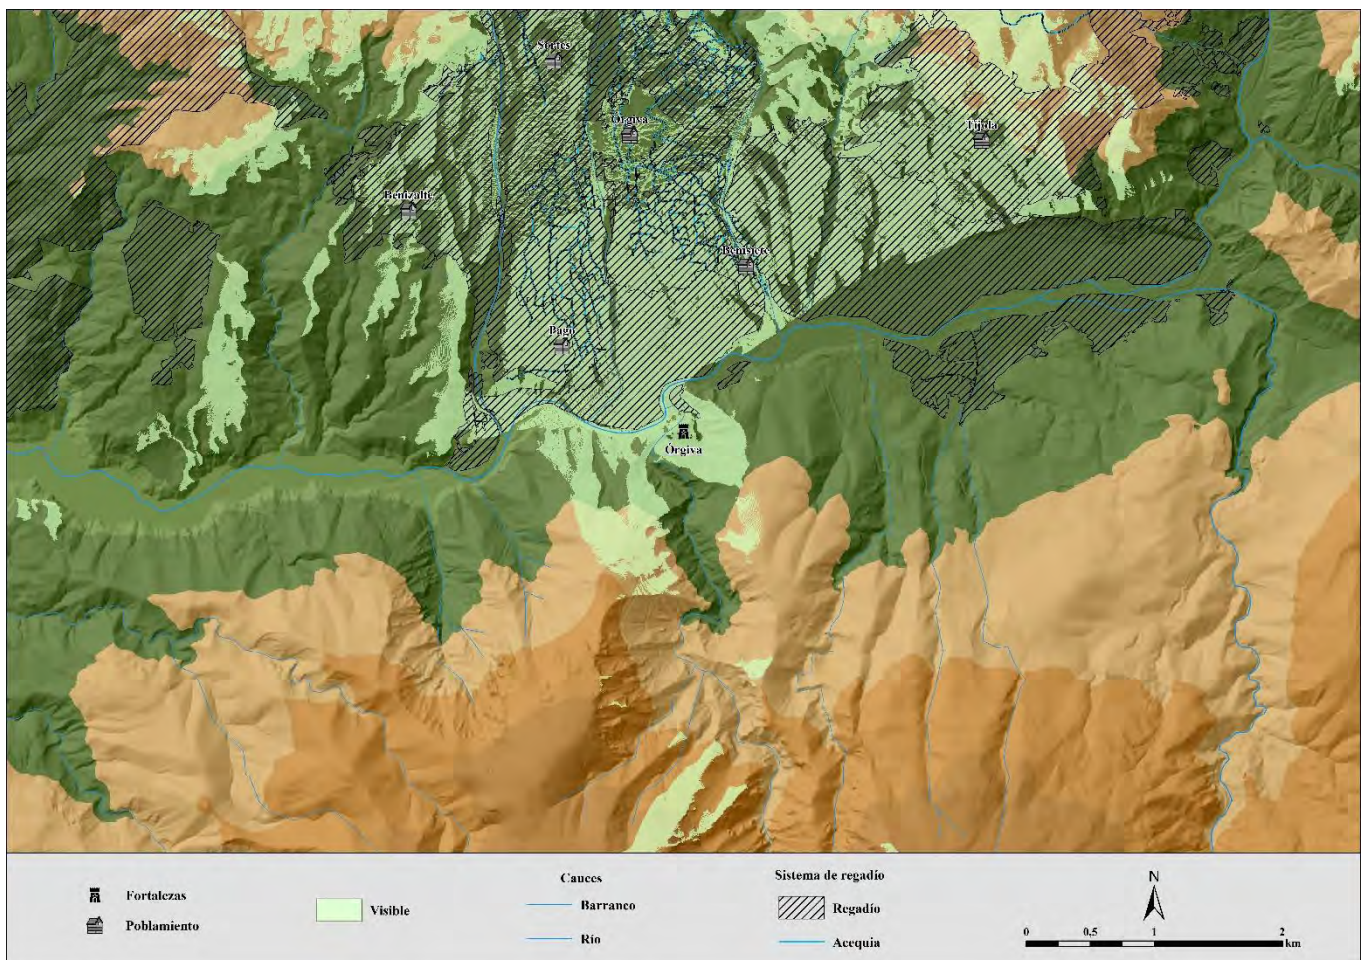 Sortes
Órgiva
Tíjola
Benizalte
Benisiete
Pago
Órgiva
Fortalezas
Poblamiento
Visible
Cauces
Barranco
Río
Sistema de regadío
Regadío
Acequia
N
0 0,5 1 2
km